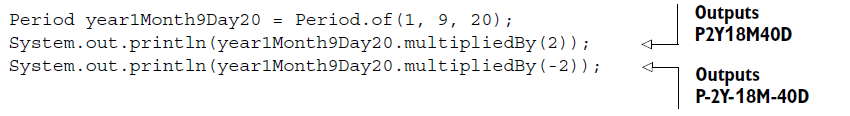 Period year1Month9Day20 = Period.of(1, 9, 20);
System.out.println(year1Month9Day20.multipliedBy(2));
System.out.println(year1Month9Day20.multipliedBy(-2));
Outputs
P2Y18M40D
Outputs
P-2Y-18M-40D